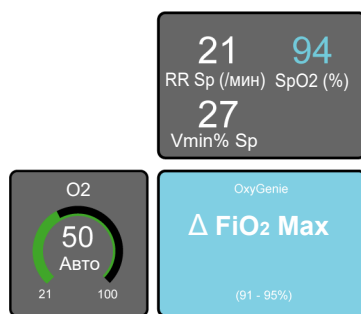 21 94
RR Sp (/мин) SpO2 (%)
27
Vmin% Sp
O2
50
Авто
21 100
OxyGenie
Δ FiO₂ Max
(91 - 95%)